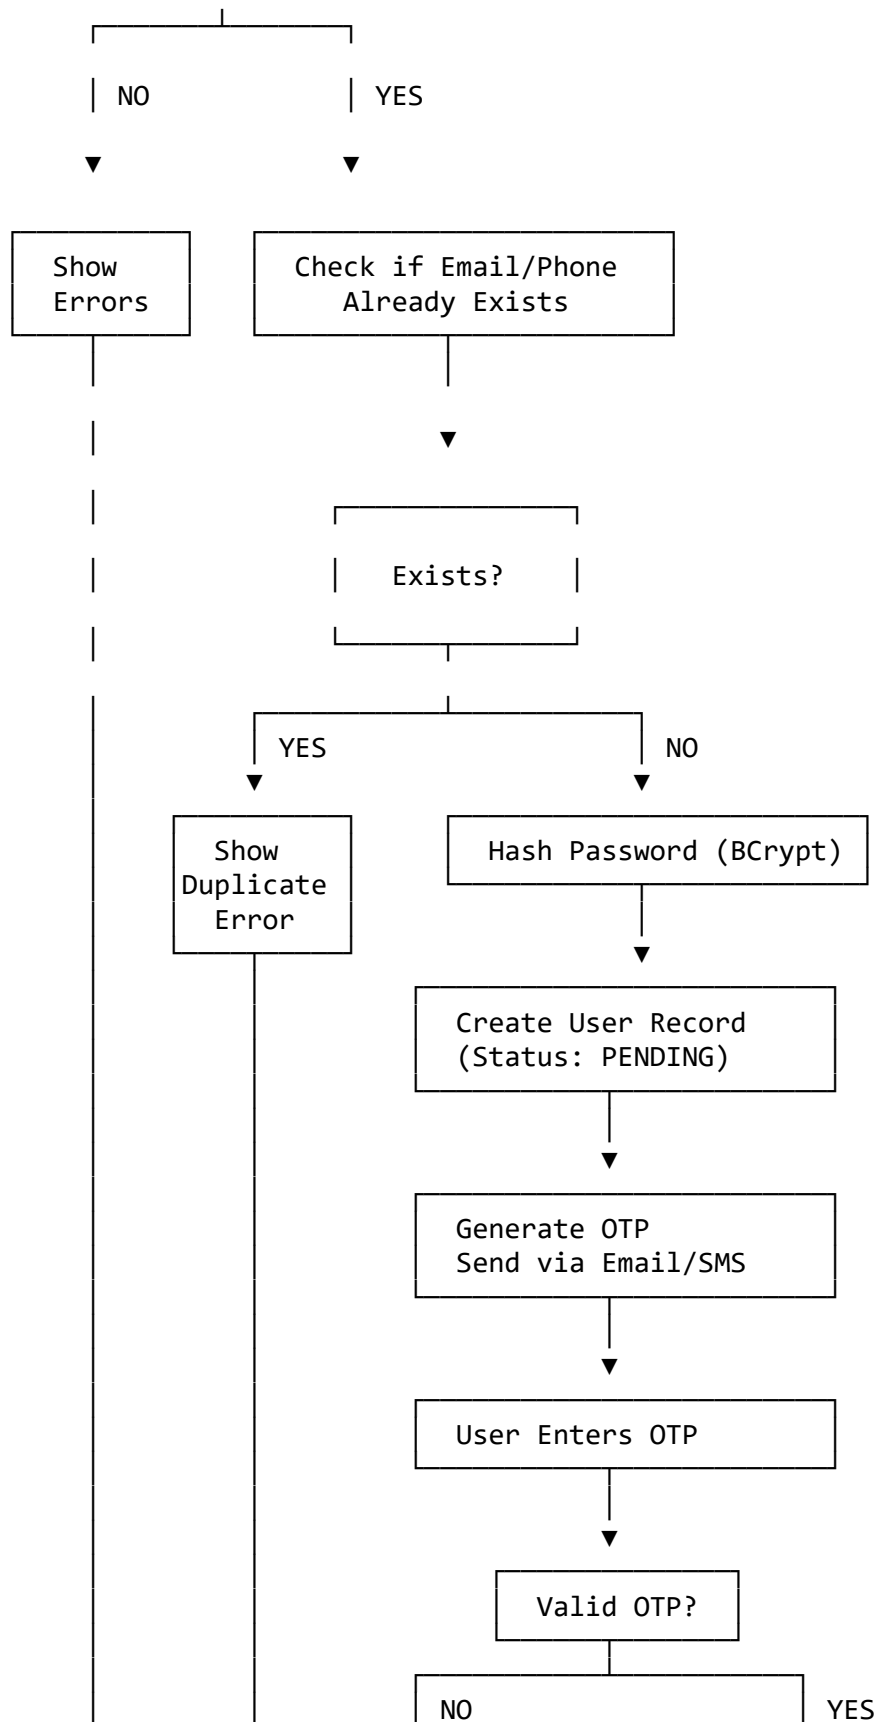 NO
YES
Show
Errors
Check if Email/Phone
Already Exists
Exists?
YES
NO
Show
Duplicate
Error
Hash Password (BCrypt)
Create User Record
(Status: PENDING)
Generate OTP
Send via Email/SMS
User Enters OTP
Valid OTP?
NO
YES